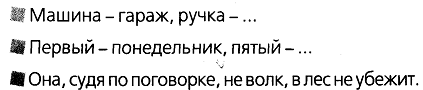 Машина – гараж, ручка – ...
Первый – понедельник, пятый – ...
Она, судя по поговорке, не волк, в лес не убежит.